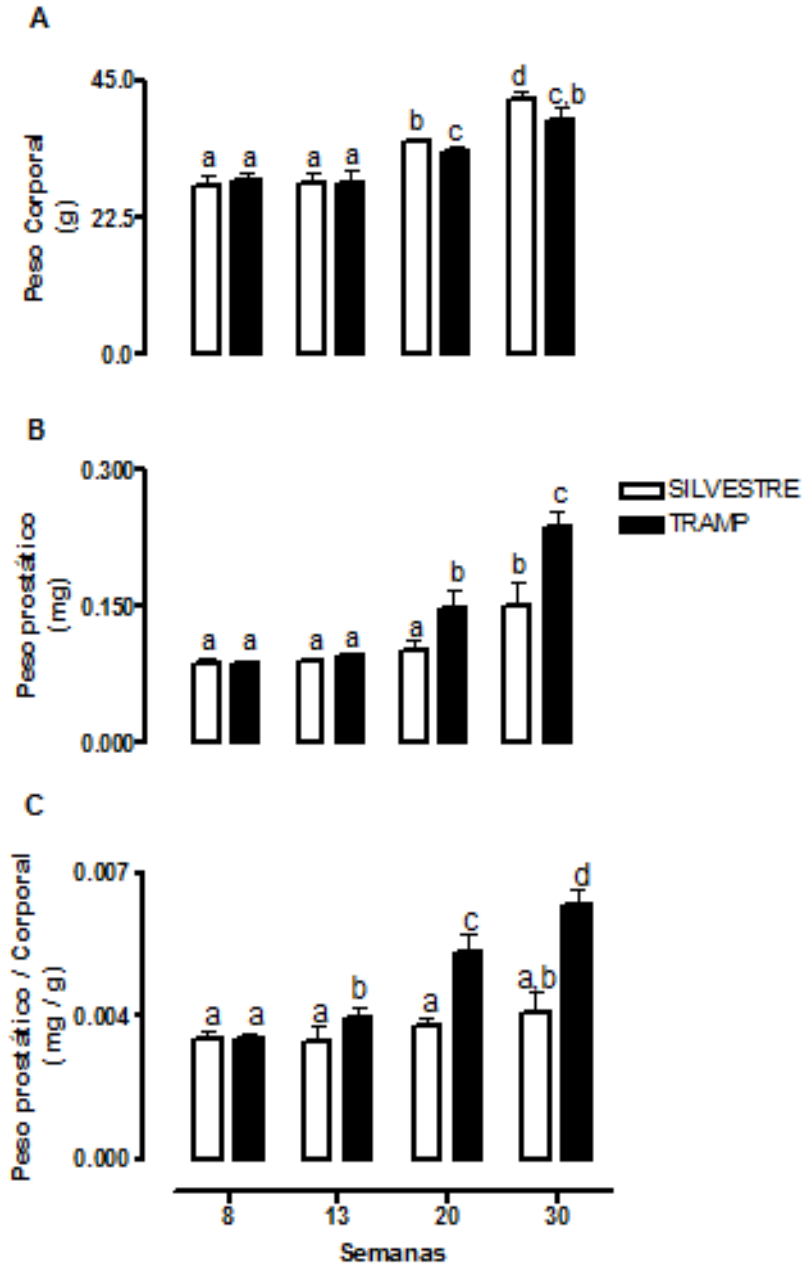 A
Peso Corporal
(g)
45.0
22.5
0.0
a a a a b c d c,b
B
Peso prostático
(mg)
0.300
0.150
0.000
a a a a a b b c
SILVESTRE
TRAMP
C
Peso prostático / Corporal
(mg / g)
0.007
0.004
0.000
a a a b a c a,b d
8 13 20 30
Semanas